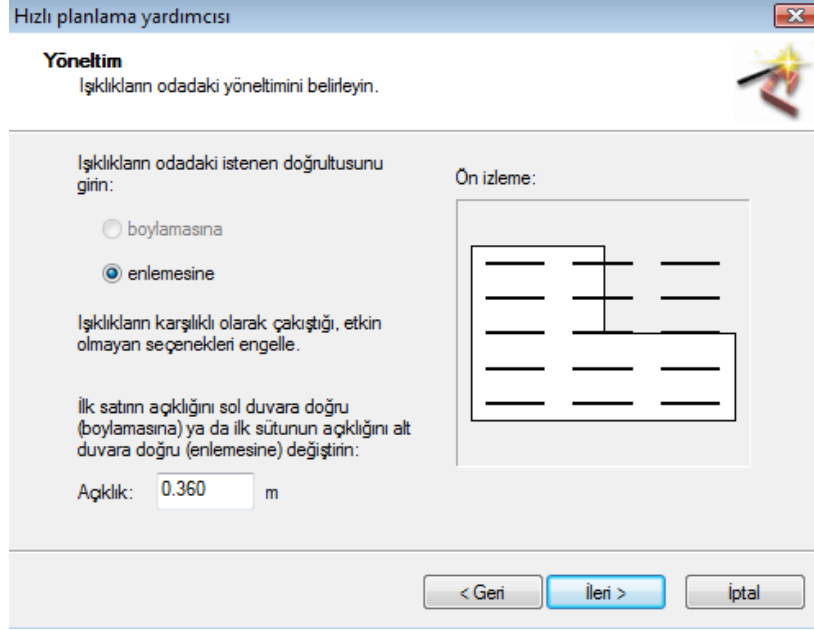 Hızlı planlama yardımcısı
Yöneltim
Işıklıkların odadaki yöneltimini belirleyin.
Işıklıkların odadaki istenen doğrultusunu
girin:
Ön izleme:
boylamasına
enlemesine
Işıklıkların karşılıklı olarak çakıştığı, etkin
olmayan seçenekleri engelle.
İlk satırın açıklığını sol duvara doğru
(boylamasına) ya da ilk sütunun açıklığını alt
duvara doğru (enlemesine) değiştirin:
Açıklık: 0.360 m
< Geri İleri > İptal